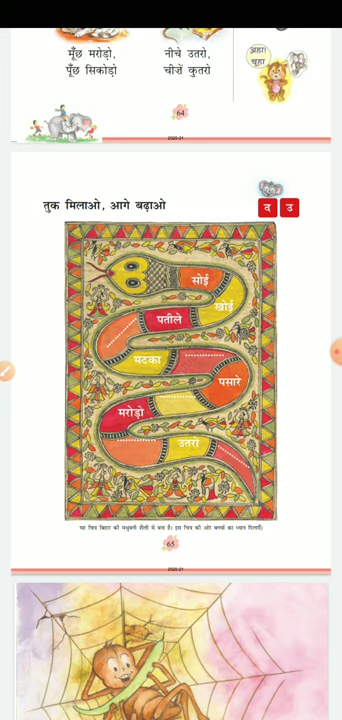 अहा!
चूहा
मूँछ मरोड़ो,
पूँछ सिकोड़ो
नीचे उतरो,
चीज़ें कुतरो
64
2020-21
तुक मिलाओ, आगे बढ़ाओ
द उ
सोई
खोई
पतीले
मटका
पसारे
मरोड़ो
उतरो
यह चित्र बिहार की मधुबनी शैली में बना है। इस चित्र की ओर बच्चों का ध्यान दिलाएँ।
65
2020-21